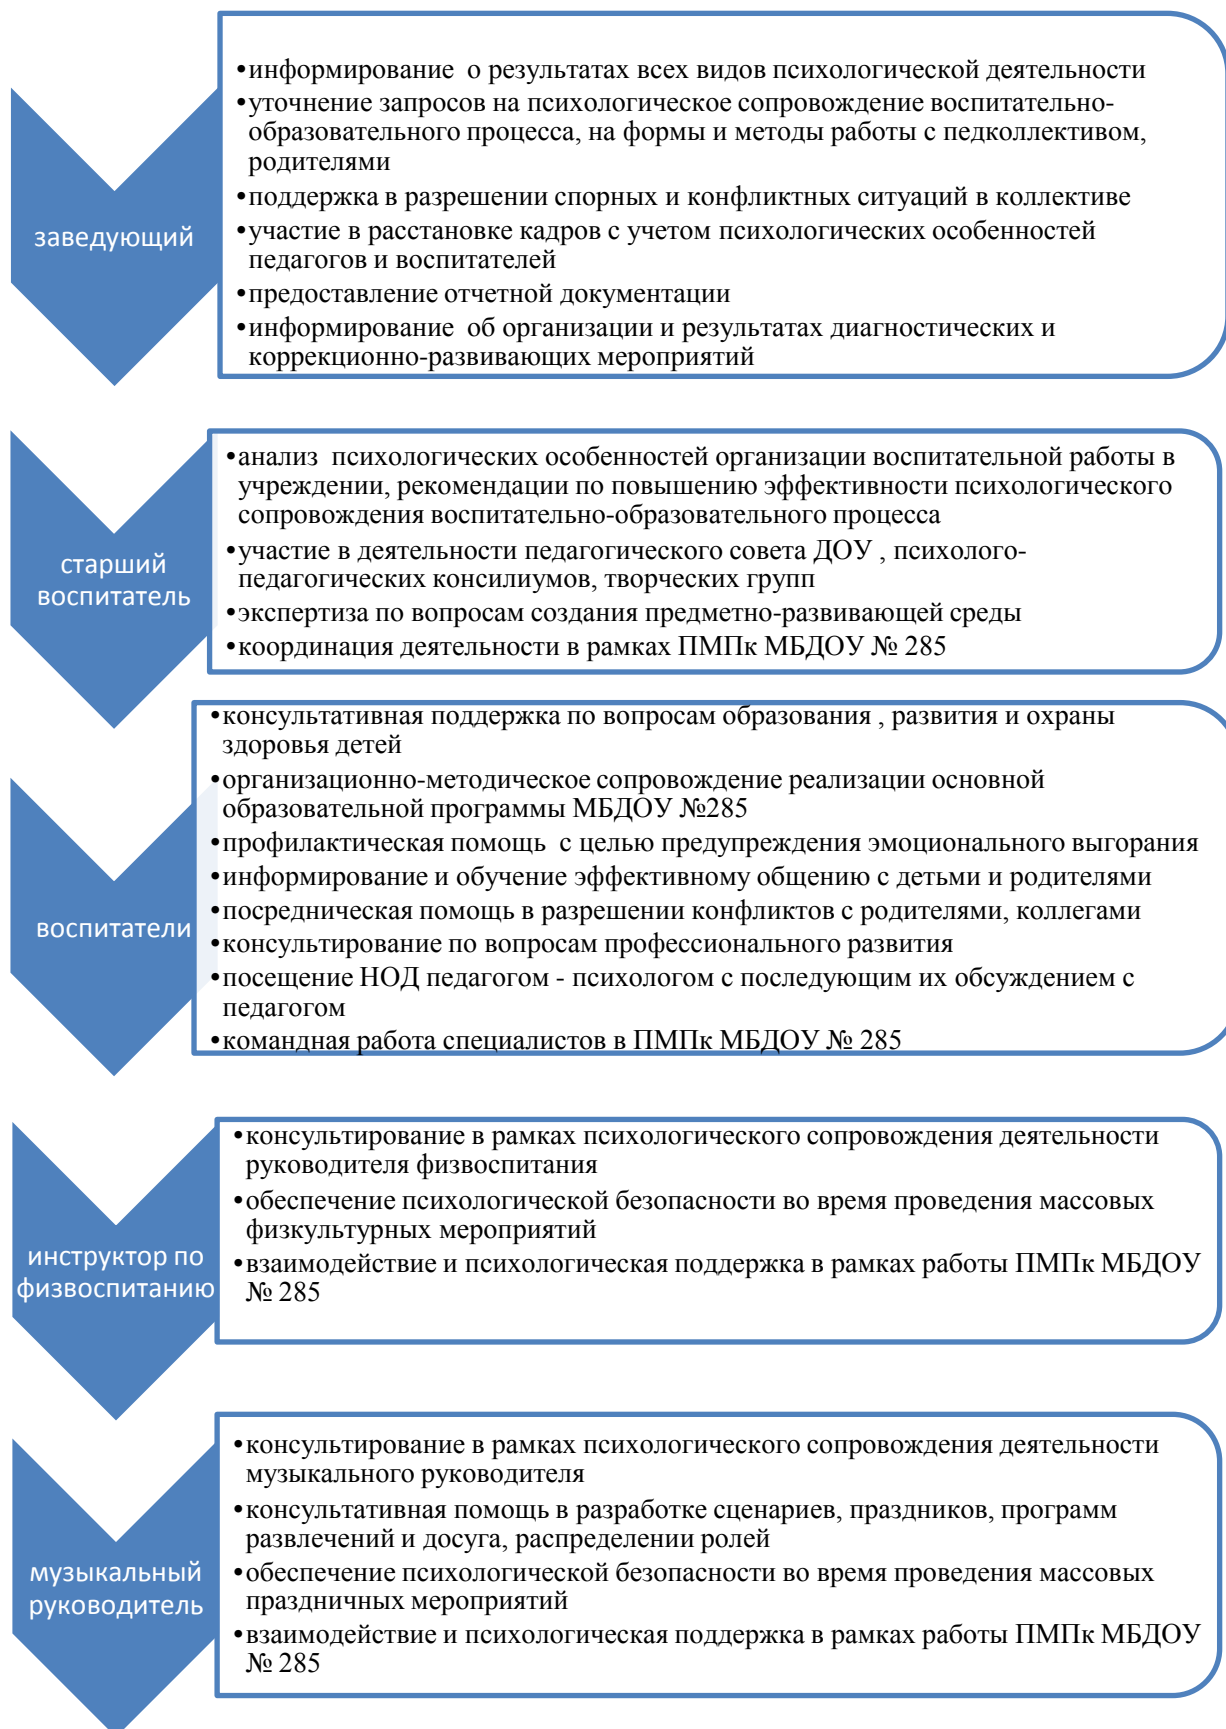 заведующий
•информирование  о результатах всех видов психологической деятельности
•уточнение запросов на психологическое сопровождение воспитательно-
образовательного процесса, на формы и методы работы с педколлективом,
родителями
•поддержка в разрешении спорных и конфликтных ситуаций в коллективе
•участие в расстановке кадров с учетом психологических особенностей
педагогов и воспитателей
•предоставление отчетной документации
•информирование  об организации и результатах диагностических и
коррекционно-развивающих мероприятий
старший
воспитатель
•анализ  психологических особенностей организации воспитательной работы в
учреждении, рекомендации по повышению эффективности психологического
сопровождения воспитательно-образовательного процесса
•участие в деятельности педагогического совета ДОУ , психолого-
педагогических консилиумов, творческих групп
•экспертиза по вопросам создания предметно-развивающей среды
•координация деятельности в рамках ПМПк МБДОУ № 285
воспитатели
•консультативная поддержка по вопросам образования , развития и охраны
здоровья детей
•организационно-методическое сопровождение реализации основной
образовательной программы МБДОУ №285
•профилактическая помощь  с целью предупреждения эмоционального выгорания
•информирование и обучение эффективному общению с детьми и родителями
•посредническая помощь в разрешении конфликтов с родителями, коллегами
•консультирование по вопросам профессионального развития
•посещение НОД педагогом - психологом с последующим их обсуждением с
педагогом
•командная работа специалистов в ПМПк МБДОУ № 285
инструктор по
физвоспитанию
•консультирование в рамках психологического сопровождения деятельности
руководителя физвоспитания
•обеспечение психологической безопасности во время проведения массовых
физкультурных мероприятий
•взаимодействие и психологическая поддержка в рамках работы ПМПк МБДОУ
№ 285
музыкальный
руководитель
•консультирование в рамках психологического сопровождения деятельности
музыкального руководителя
•консультативная помощь в разработке сценариев, праздников, программ
развлечений и досуга, распределении ролей
•обеспечение психологической безопасности во время проведения массовых
праздничных мероприятий
•взаимодействие и психологическая поддержка в рамках работы ПМПк МБДОУ
№ 285